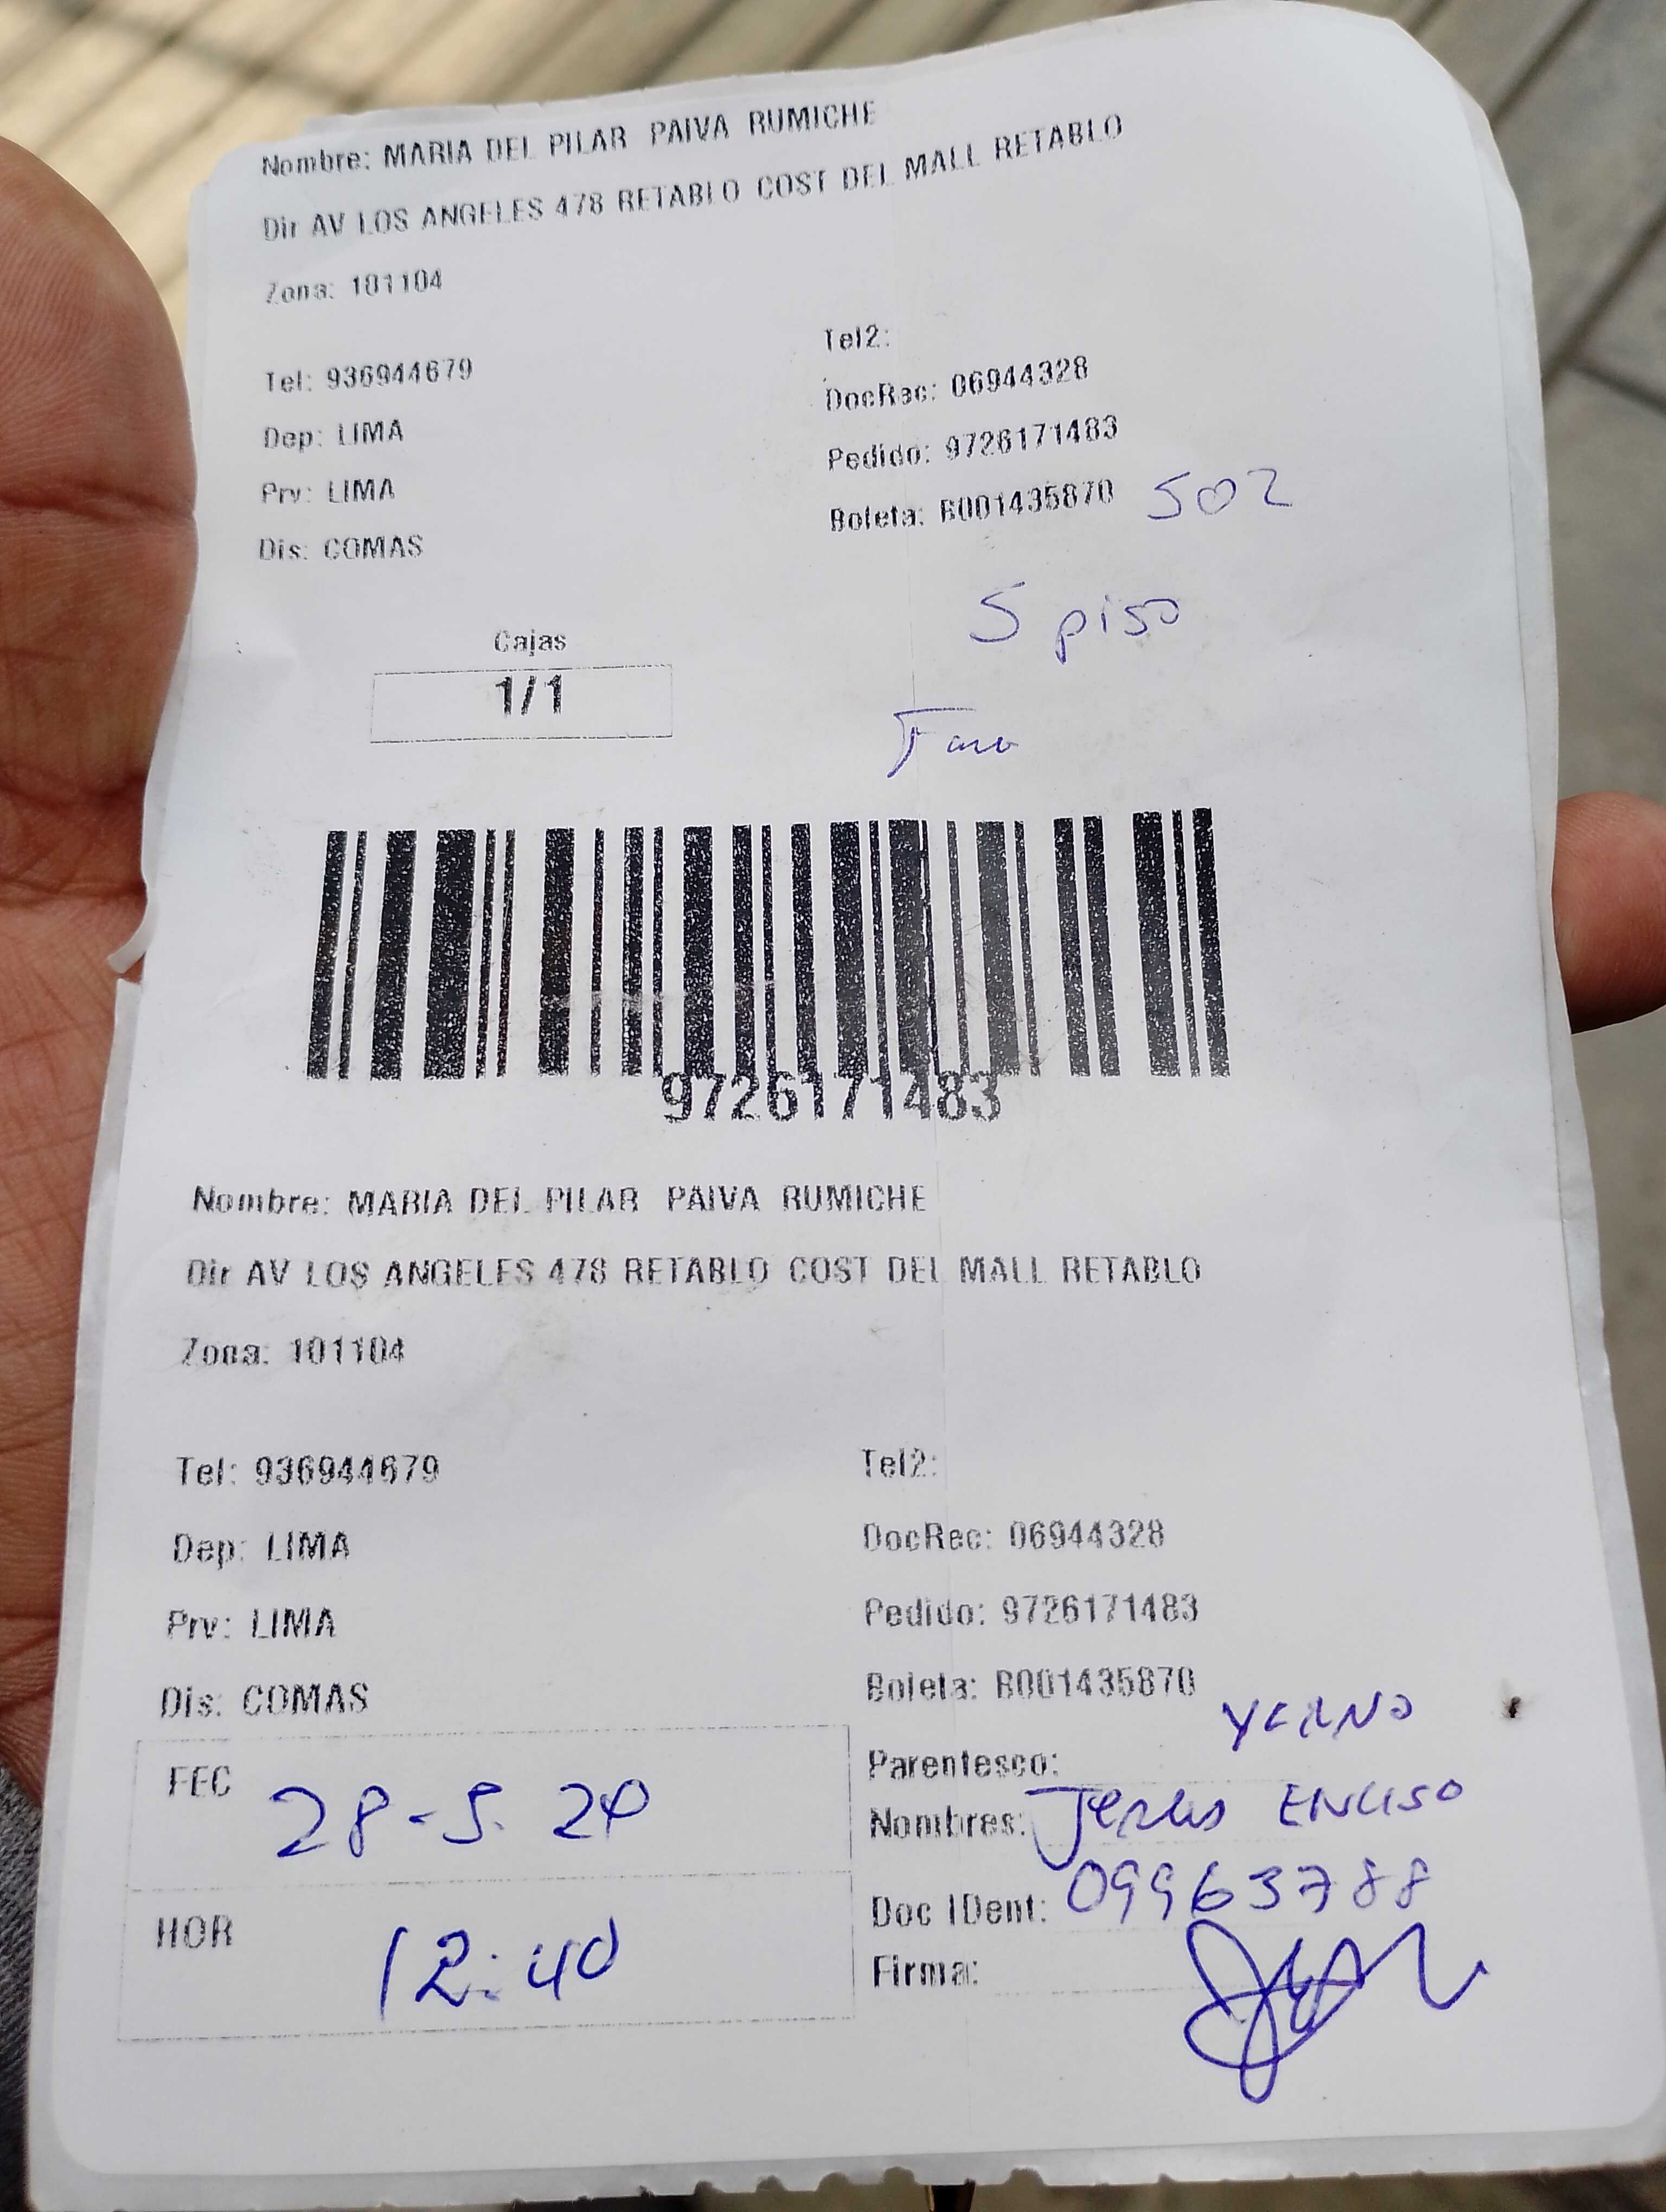 Nombre: MARIA DEL PILAR PAIVA RUMICHE
Dir AV LOS ANGELES 478 RETABLO COST DEL MALL RETABLO
Zona: 101104
Tel: 936944679
Tel2:
DocRec: 06944328
Dep: LIMA
Pedido: 9726171483
Prv: LIMA
Boleta: B001435870 502
Dis: COMAS
5 piso
Cajas
1/1
9726171483
Nombre: MARIA DEL PILAR PAIVA RUMICHE
Dir AV LOS ANGELES 478 RETABLO COST DEL MALL RETABLO
Zona: 101104
Tel: 936944679
Tel2:
Dep: LIMA
DocRec: 06944328
Prv: LIMA
Pedido: 9726171483
Dis: COMAS
Boleta: B001435870
YERNO
Parentesco:
FEC 28-5.20
Nombres: Jesus ENCISO
Doc IDent: 09963788
HOR 12:40
Firma: